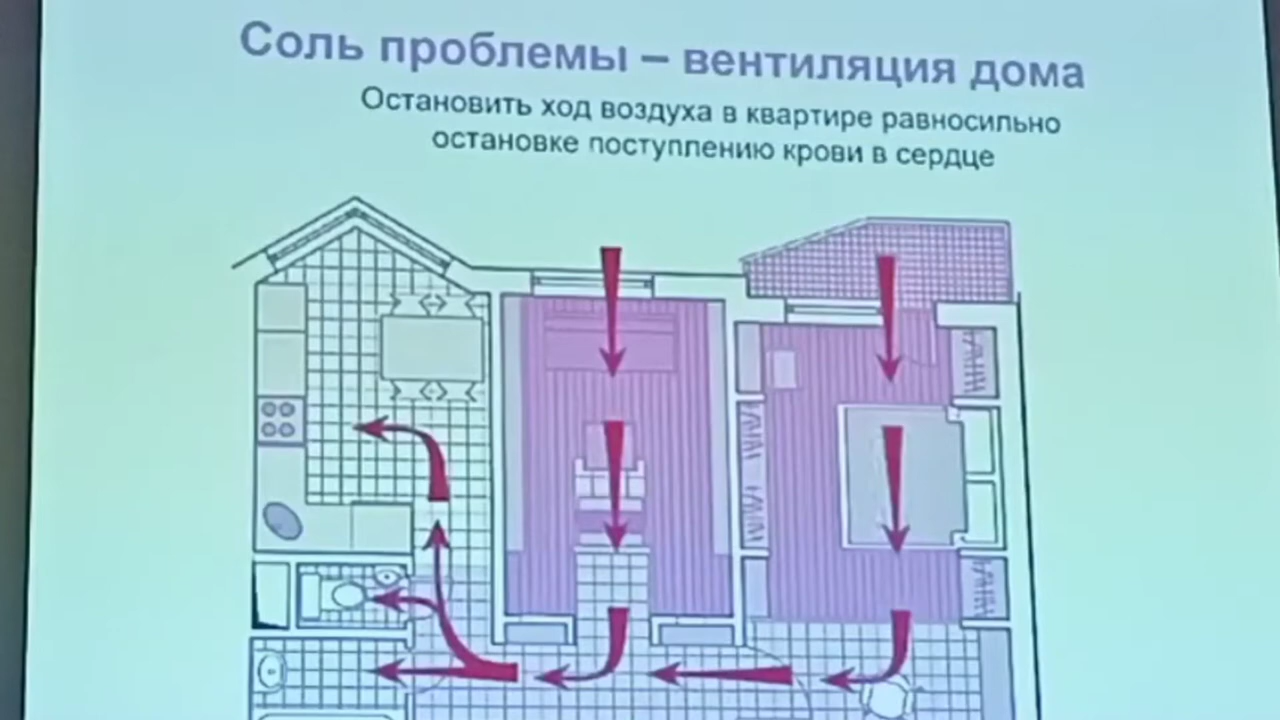 Соль проблемы – вентиляция дома
Остановить ход воздуха в квартире равносильно
остановке поступлению крови в сердце